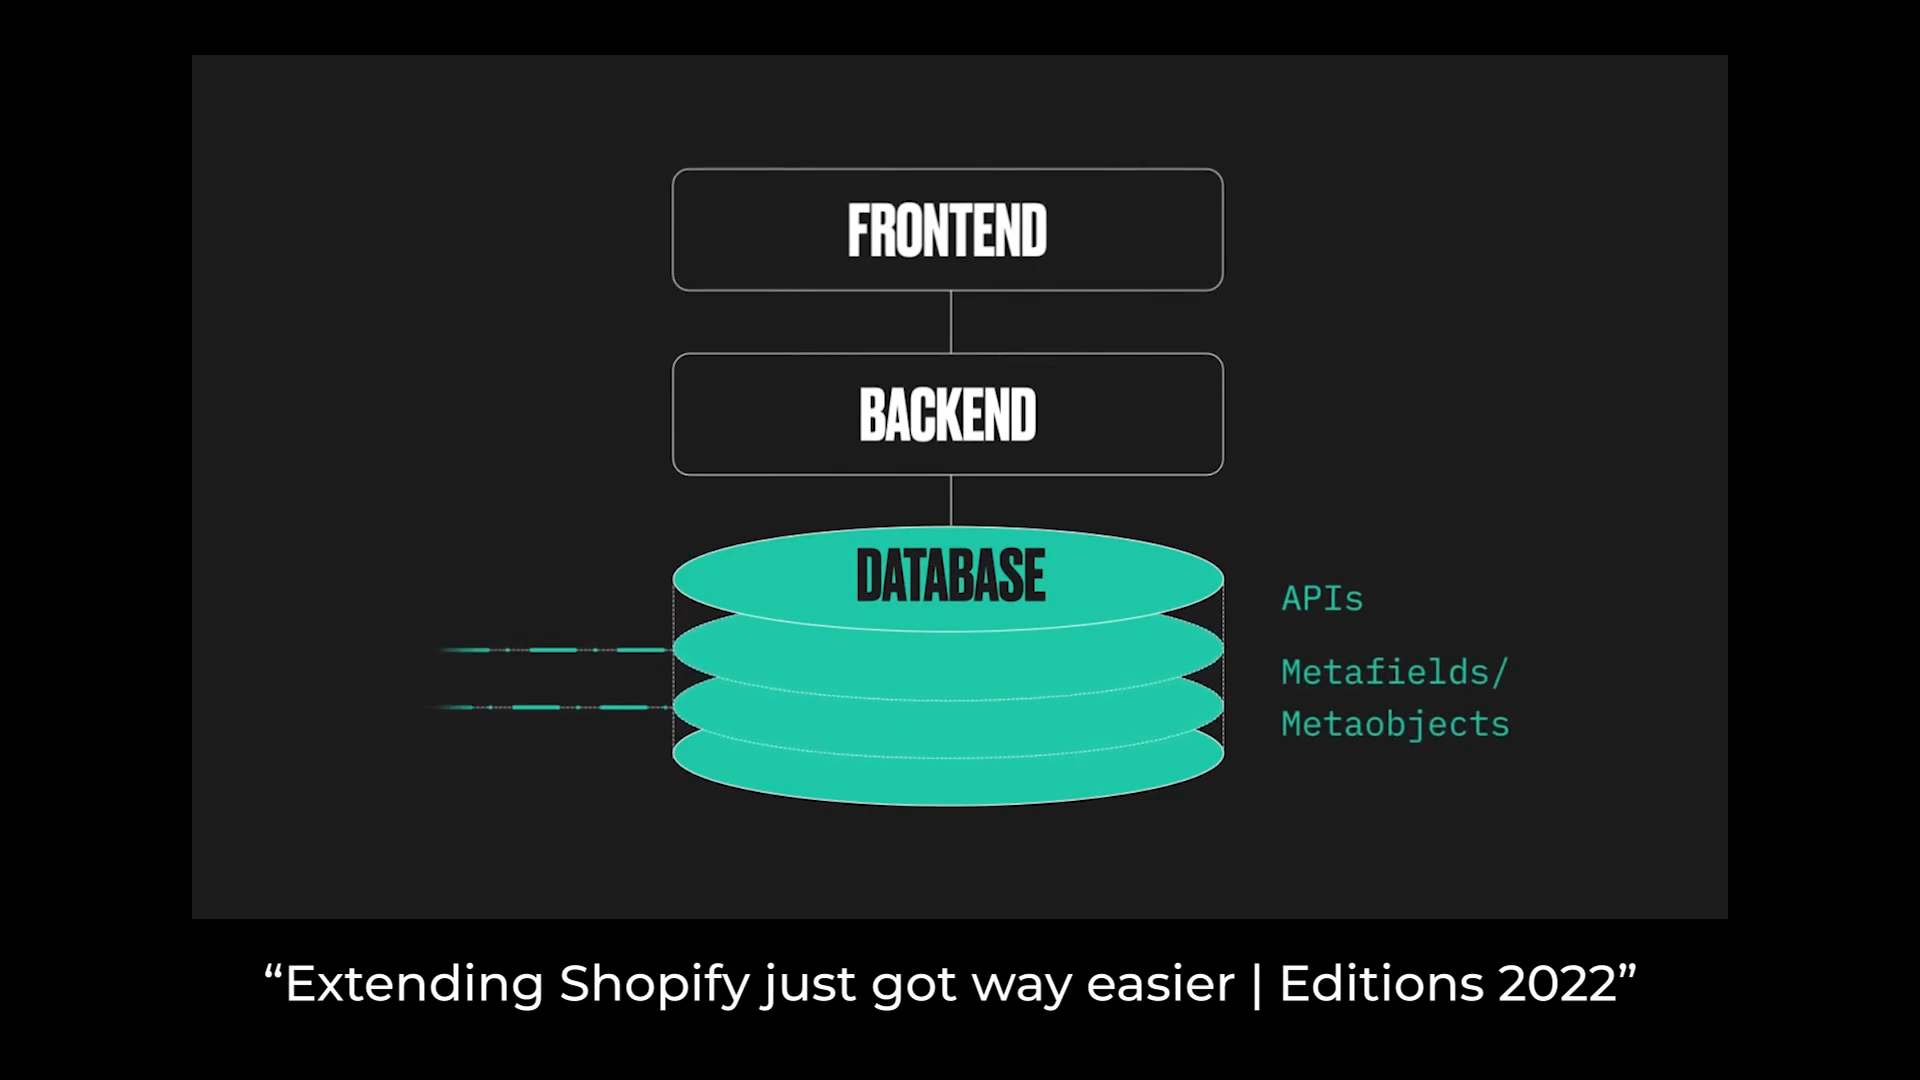 FRONTEND
BACKEND
DATABASE
APIs
Metafields/
Metaobjects
“Extending Shopify just got way easier | Editions 2022”